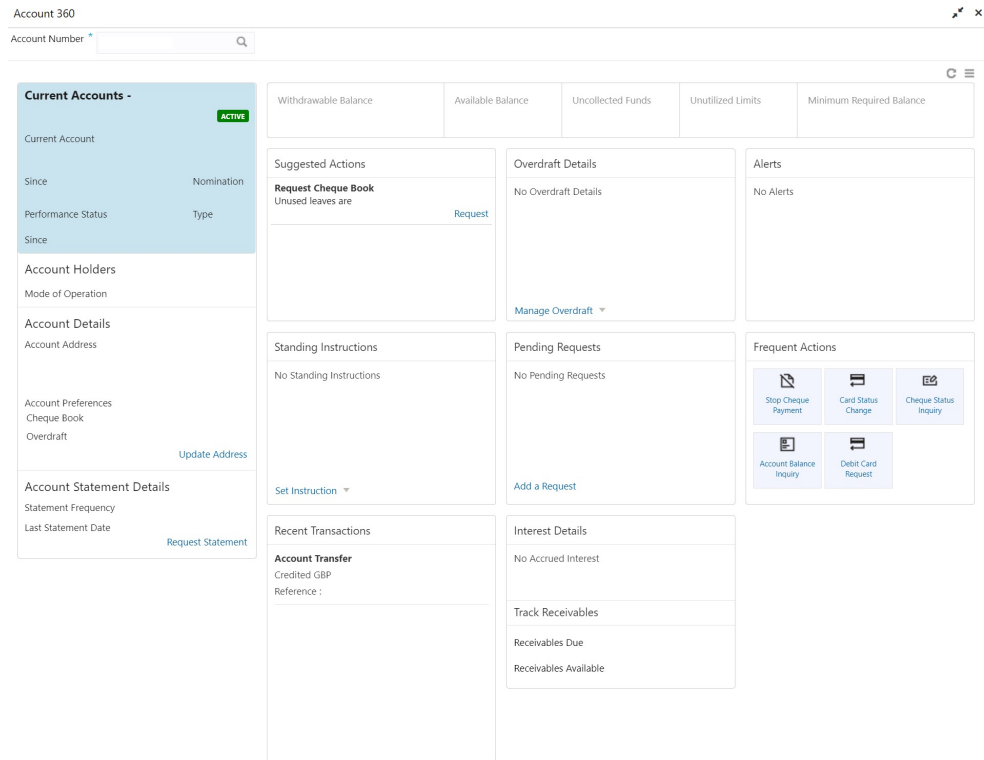 Account 360
Account Number *
Current Accounts -
ACTIVE
Current Account
Since Nomination
Performance Status Type
Since
Account Holders
Mode of Operation
Account Details
Account Address
Account Preferences
Cheque Book
Overdraft
Update Address
Account Statement Details
Statement Frequency
Last Statement Date
Request Statement
Withdrawable Balance Available Balance Uncollected Funds Unutilized Limits Minimum Required Balance
Suggested Actions
Request Cheque Book
Unused leaves are
Request
Overdraft Details
No Overdraft Details
Manage Overdraft
Alerts
No Alerts
Standing Instructions
No Standing Instructions
Set Instruction
Pending Requests
No Pending Requests
Add a Request
Frequent Actions
Stop Cheque
Payment
Card Status
Change
Cheque Status
Inquiry
Account Balance
Inquiry
Debit Card
Request
Recent Transactions
Account Transfer
Credited GBP
Reference :
Interest Details
No Accrued Interest
Track Receivables
Receivables Due
Receivables Available